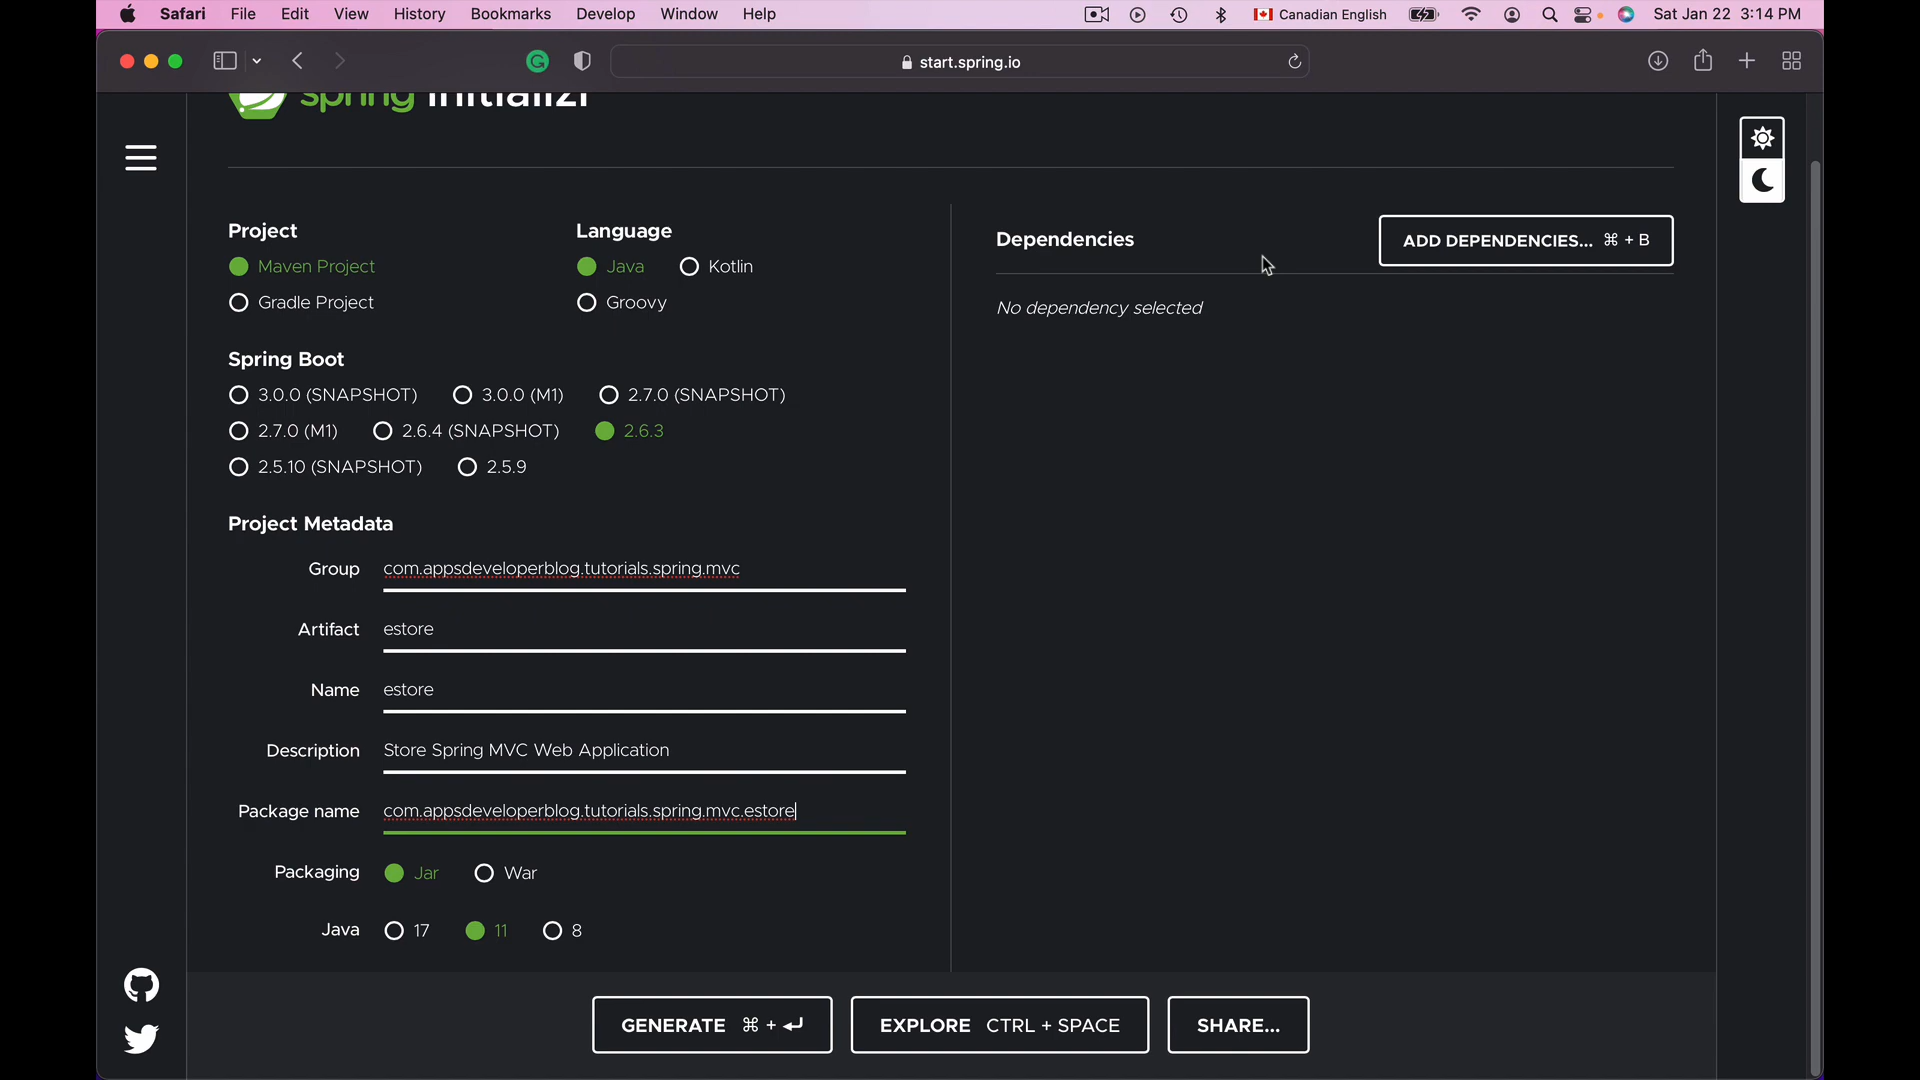 Safari File Edit View History Bookmarks Develop Window Help Canadian English Sat Jan 22 3:14 PM
start.spring.io
spring initializr
Project
Maven Project
Gradle Project
Language
Java Kotlin
Groovy
Spring Boot
3.0.0 (SNAPSHOT) 3.0.0 (M1) 2.7.0 (SNAPSHOT)
2.7.0 (M1) 2.6.4 (SNAPSHOT) 2.6.3
2.5.10 (SNAPSHOT) 2.5.9
Project Metadata
Group com.appsdeveloperblog.tutorials.spring.mvc
Artifact estore
Name estore
Description Store Spring MVC Web Application
Package name com.appsdeveloperblog.tutorials.spring.mvc.estore
Packaging Jar War
Java 17 11 8
Dependencies ADD DEPENDENCIES... ⌘ + B
No dependency selected
GENERATE ⌘ + ↵ EXPLORE CTRL + SPACE SHARE...